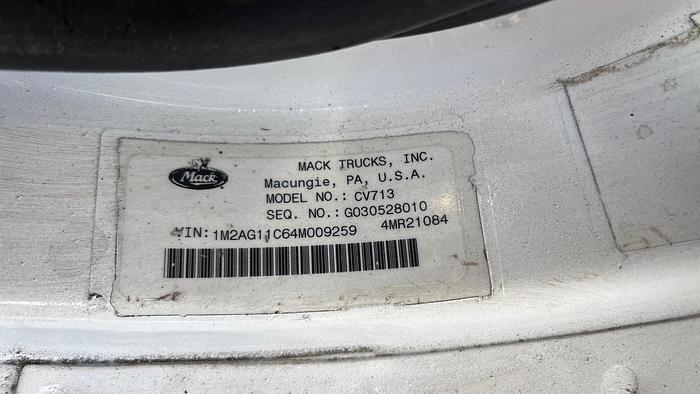 Mack
MACK TRUCKS, INC.
Macungie, PA, U.S.A.
MODEL NO.: CV713
SEQ. NO.: G030528010
VIN: 1M2AG11C64M009259 4MR21084